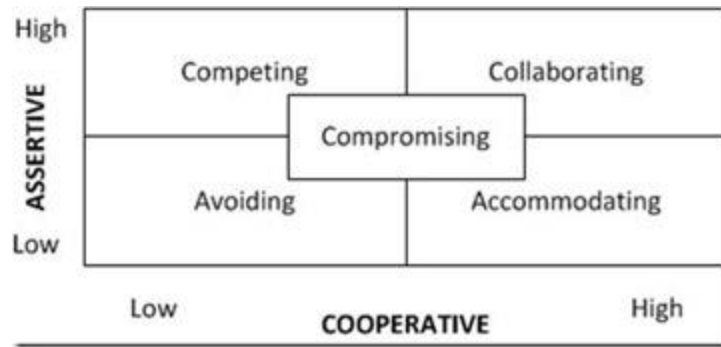 High
Competing Collaborating
ASSERTIVE
Compromising
Avoiding Accommodating
Low
Low High
COOPERATIVE